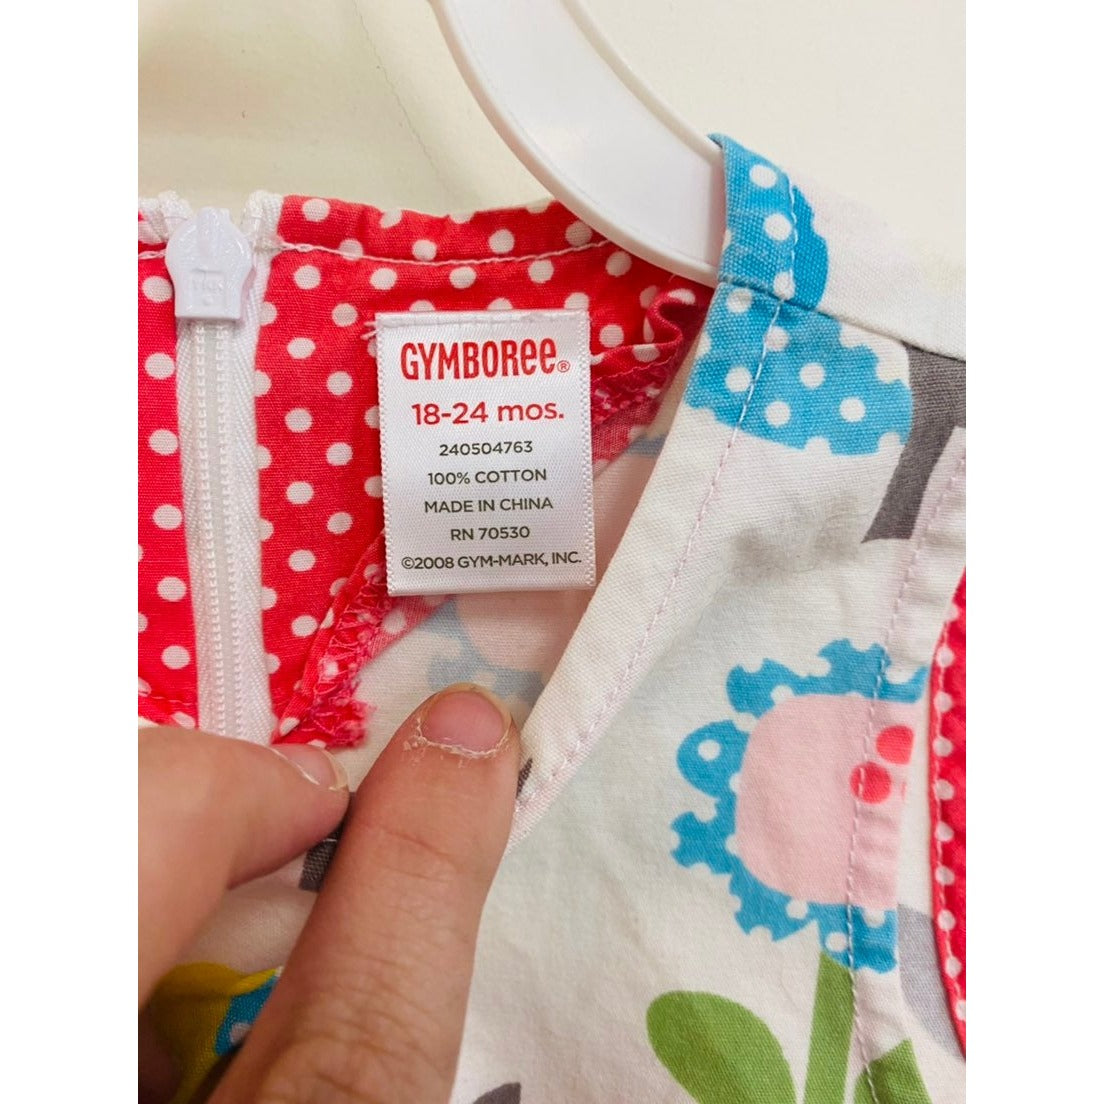 GYMBOREE®
18-24 mos.
240504763
100% COTTON
MADE IN CHINA
RN 70530
©2008 GYM-MARK, INC.